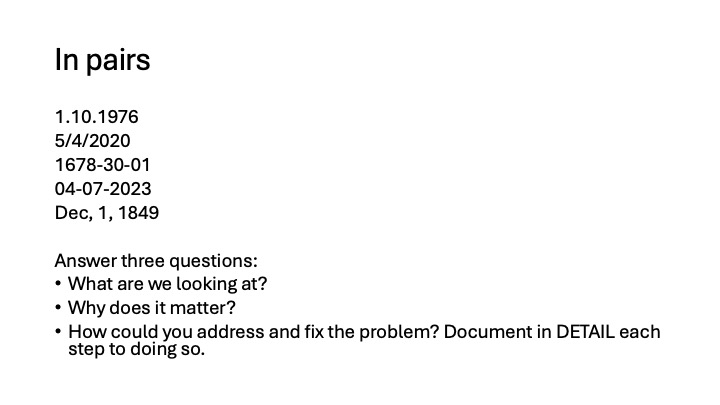 In pairs
1.10.1976
5/4/2020
1678-30-01
04-07-2023
Dec, 1, 1849
Answer three questions:
• What are we looking at?
• Why does it matter?
• How could you address and fix the problem? Document in DETAIL each
step to doing so.